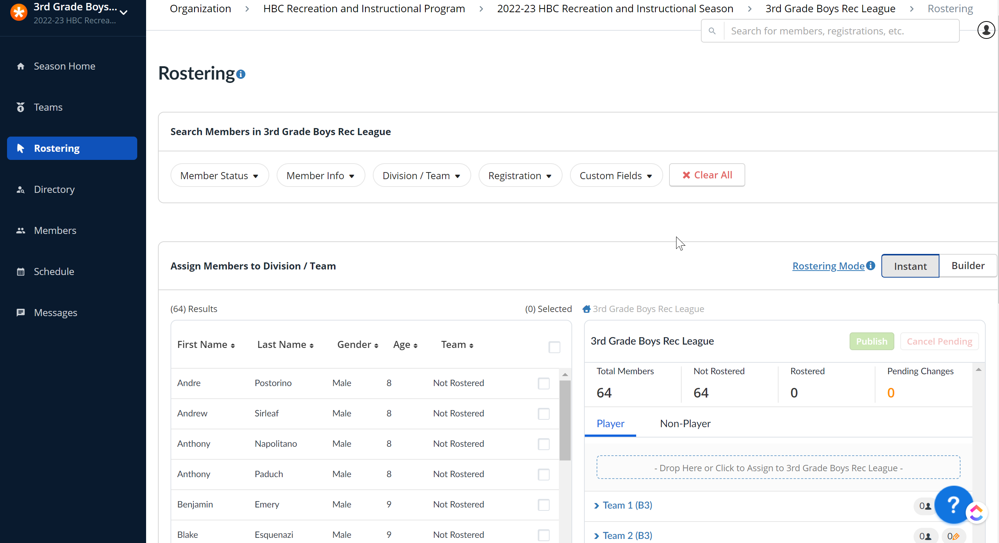 3rd Grade Boys...
2022-23 HBC Recrea...
Season Home
Teams
Rostering
Directory
Members
Schedule
Messages
Organization > HBC Recreation and Instructional Program > 2022-23 HBC Recreation and Instructional Season > 3rd Grade Boys Rec League > Rostering
Search for members, registrations, etc.
Rostering
Search Members in 3rd Grade Boys Rec League
Member Status Member Info Division / Team Registration Custom Fields Clear All
Assign Members to Division / Team Rostering Mode Instant Builder
(64) Results (0) Selected
First Name Last Name Gender Age Team
Andre Postorino Male 8 Not Rostered
Andrew Sirleaf Male 8 Not Rostered
Anthony Napolitano Male 8 Not Rostered
Anthony Paduch Male 8 Not Rostered
Benjamin Emery Male 9 Not Rostered
Blake Esquenazi Male 9 Not Rostered
3rd Grade Boys Rec League
3rd Grade Boys Rec League Publish Cancel Pending
Total Members Not Rostered Rostered Pending Changes
64 64 0 0
Player Non-Player
- Drop Here or Click to Assign to 3rd Grade Boys Rec League -
Team 1 (B3) 0
Team 2 (B3) 0 0
?